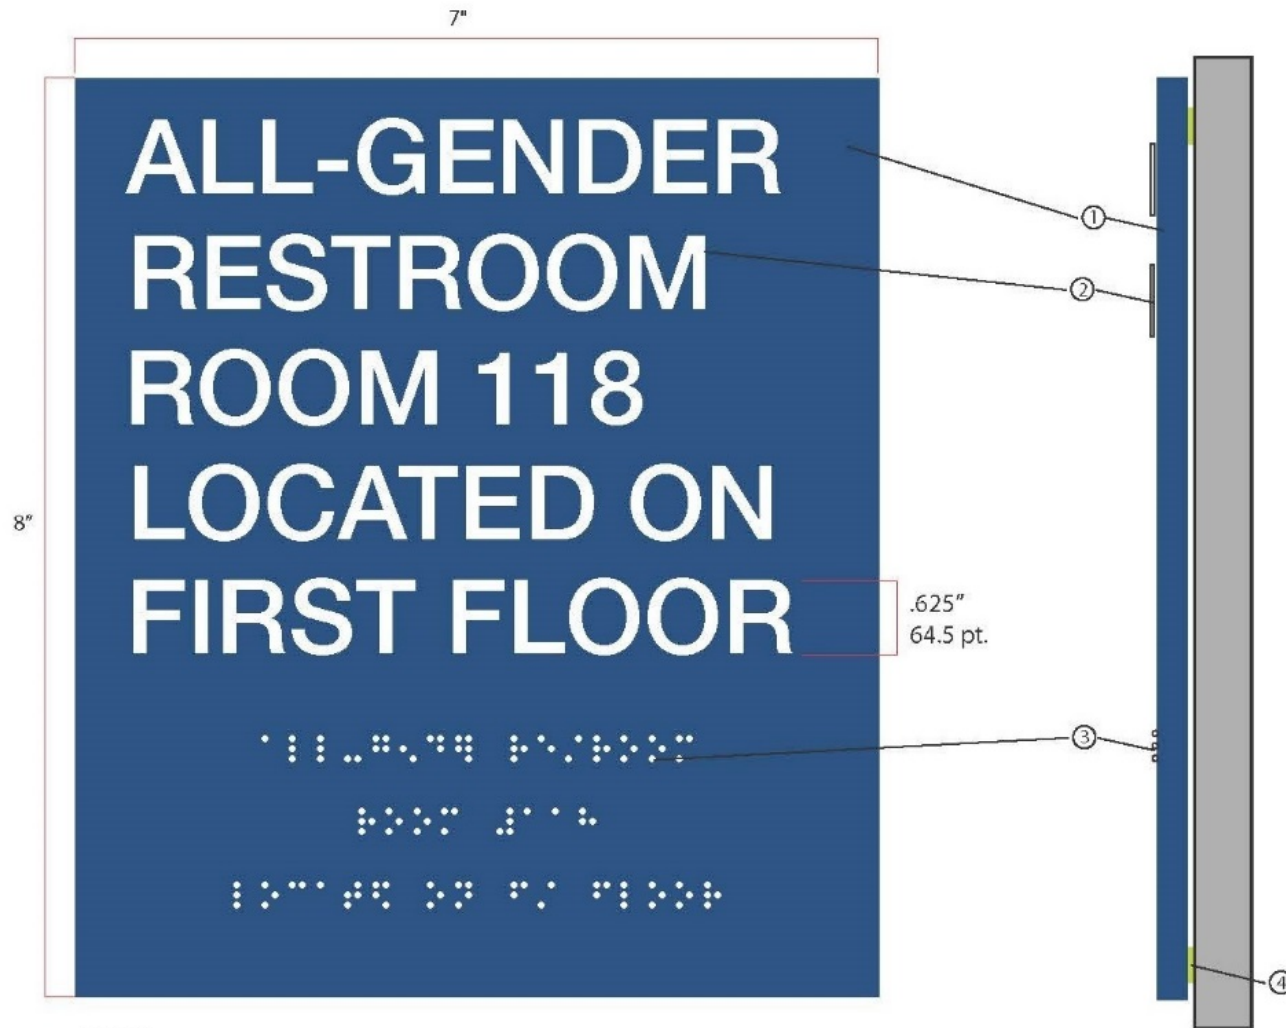 7"
ALL-GENDER
①
RESTROOM
②
ROOM 118
LOCATED ON
8"
FIRST FLOOR
.625"
64.5 pt.
⠁⠇⠇⠤⠛⠢⠙⠻ ⠗⠑⠌⠗⠕⠕⠍
③
⠗⠕⠕⠍ ⠼⠁⠁⠓
⠇⠕⠉⠁⠞⠫ ⠕⠝ ⠋⠌ ⠋⠇⠕⠕⠗
④